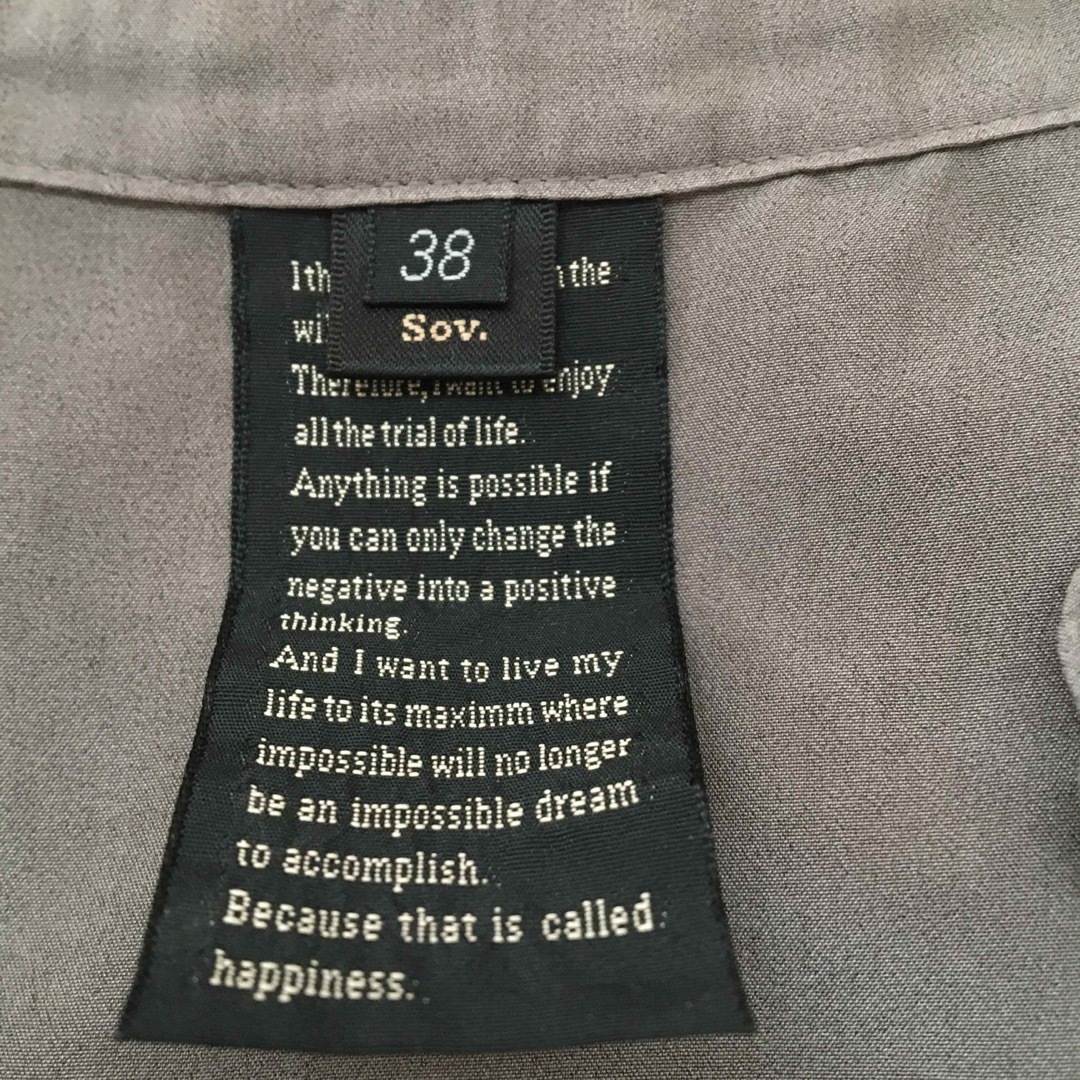 38
Sov.
the
Therefore, I want to enjoy
all the trial of life.
Anything is possible if
you can only change the
negative into a positive
thinking.
And I want to live my
life to its maximm where
impossible will no longer
be an impossible dream
to accomplish.
Because that is called
happiness.